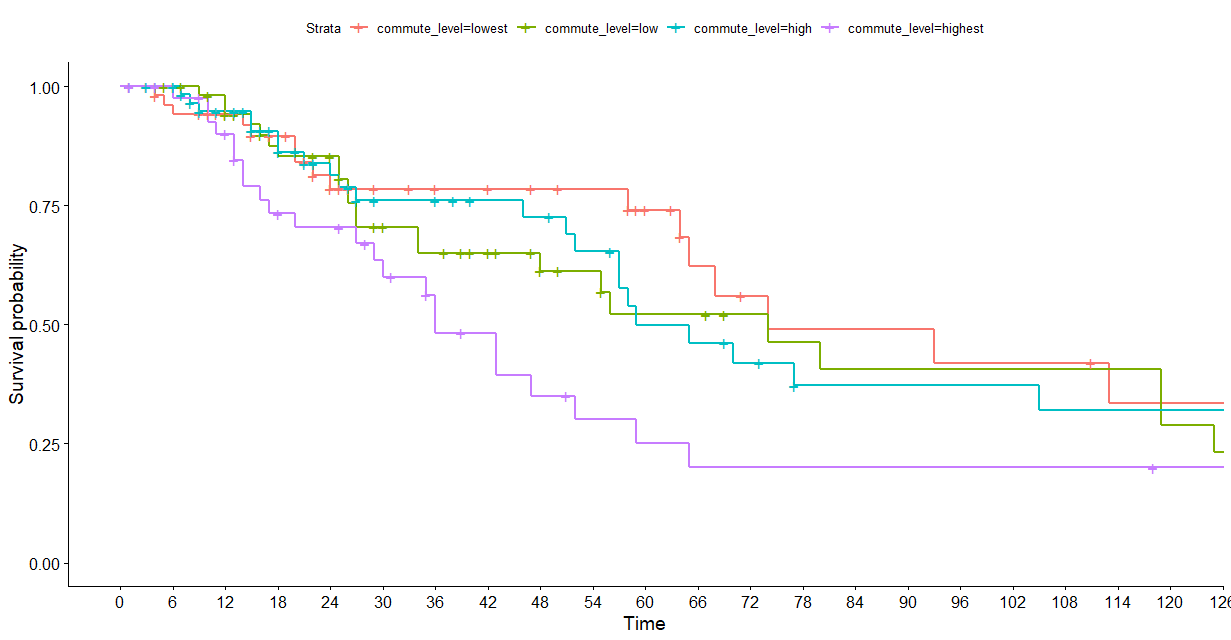 Strata commute_level=lowest commute_level=low commute_level=high commute_level=highest
1.00
0.75
0.50
0.25
0.00
Survival probability
0 6 12 18 24 30 36 42 48 54 60 66 72 78 84 90 96 102 108 114 120 126
Time